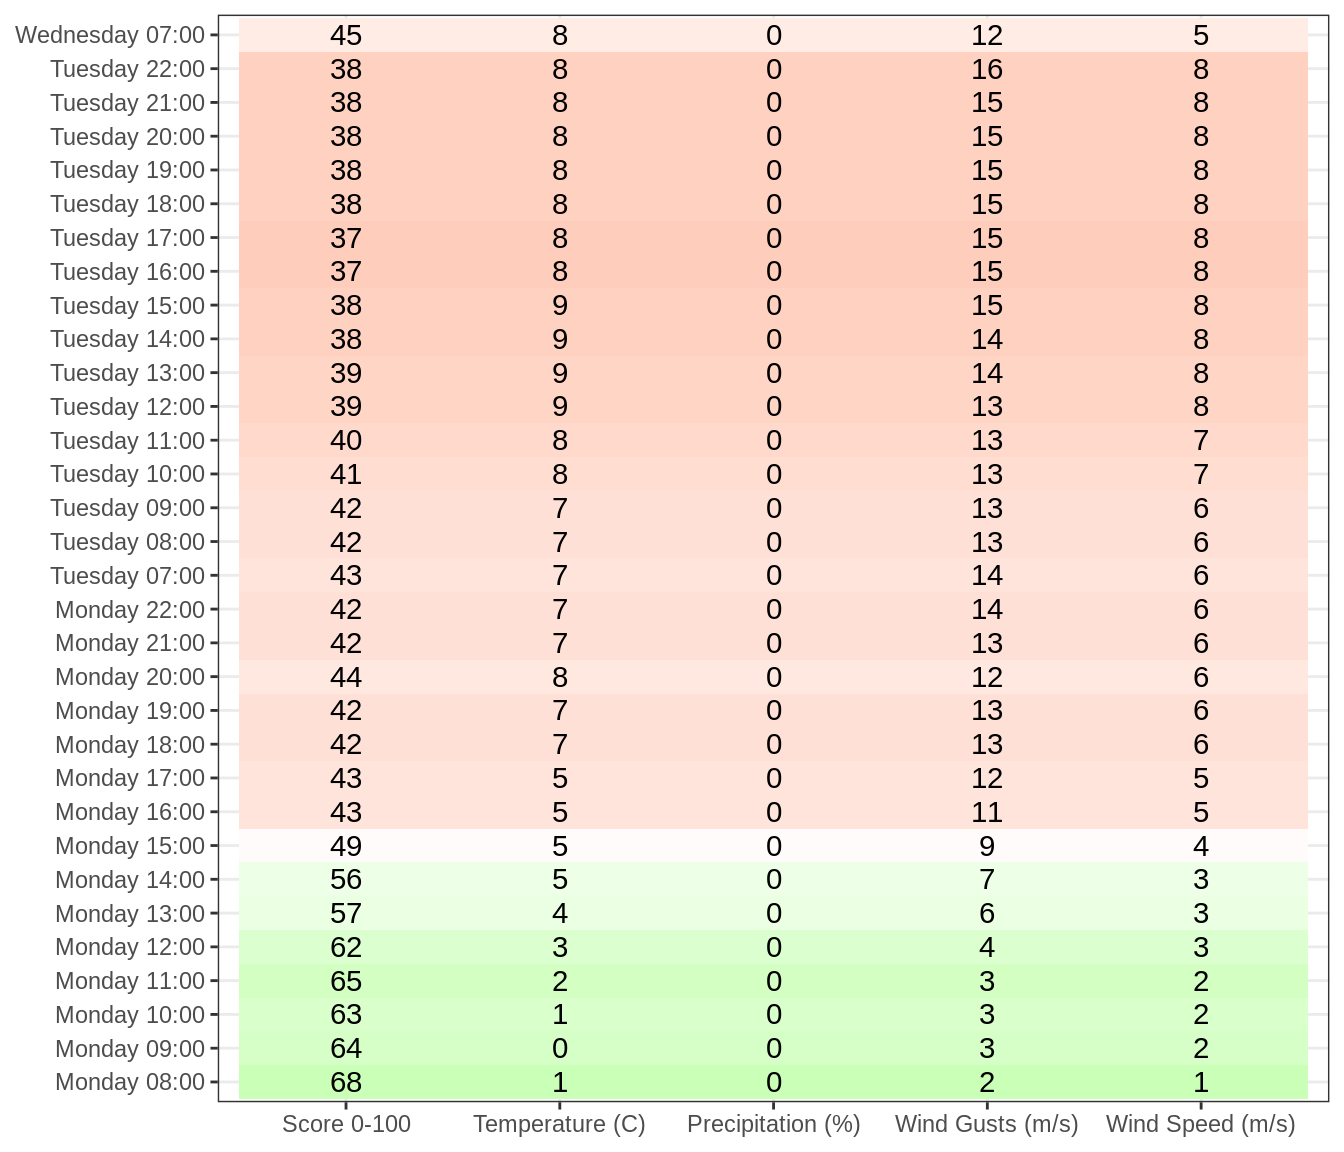 Wednesday 07:00 45 8 0 12 5
Tuesday 22:00 38 8 0 16 8
Tuesday 21:00 38 8 0 15 8
Tuesday 20:00 38 8 0 15 8
Tuesday 19:00 38 8 0 15 8
Tuesday 18:00 38 8 0 15 8
Tuesday 17:00 37 8 0 15 8
Tuesday 16:00 37 8 0 15 8
Tuesday 15:00 38 9 0 15 8
Tuesday 14:00 38 9 0 14 8
Tuesday 13:00 39 9 0 14 8
Tuesday 12:00 39 9 0 13 8
Tuesday 11:00 40 8 0 13 7
Tuesday 10:00 41 8 0 13 7
Tuesday 09:00 42 7 0 13 6
Tuesday 08:00 42 7 0 13 6
Tuesday 07:00 43 7 0 14 6
Monday 22:00 42 7 0 14 6
Monday 21:00 42 7 0 13 6
Monday 20:00 44 8 0 12 6
Monday 19:00 42 7 0 13 6
Monday 18:00 42 7 0 13 6
Monday 17:00 43 5 0 12 5
Monday 16:00 43 5 0 11 5
Monday 15:00 49 5 0 9 4
Monday 14:00 56 5 0 7 3
Monday 13:00 57 4 0 6 3
Monday 12:00 62 3 0 4 3
Monday 11:00 65 2 0 3 2
Monday 10:00 63 1 0 3 2
Monday 09:00 64 0 0 3 2
Monday 08:00 68 1 0 2 1
Score 0-100 Temperature (C) Precipitation (%) Wind Gusts (m/s) Wind Speed (m/s)